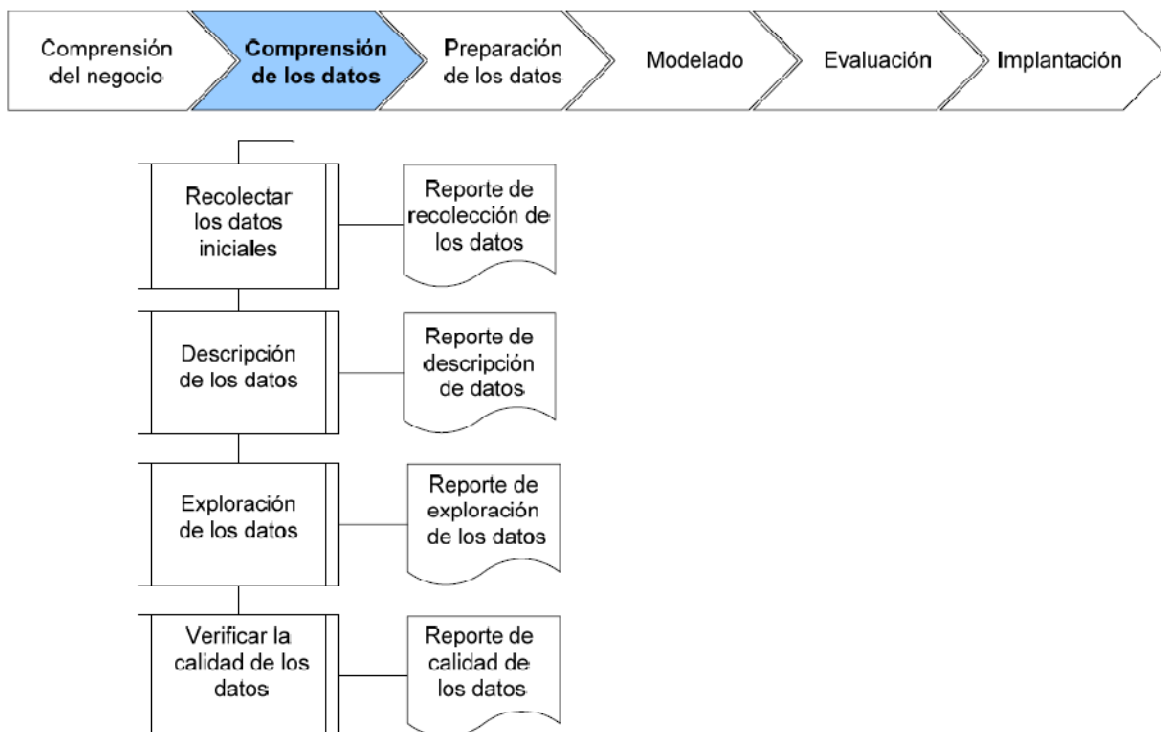 Comprensión
del negocio
Comprensión
de los datos
Preparación
de los datos
Modelado
Evaluación
Implantación
Recolectar
los datos
iniciales
Reporte de
recolección de
los datos
Descripción
de los datos
Reporte de
descripción
de datos
Exploración
de los datos
Reporte de
exploración
de los datos
Verificar la
calidad de los
datos
Reporte de
calidad de
los datos